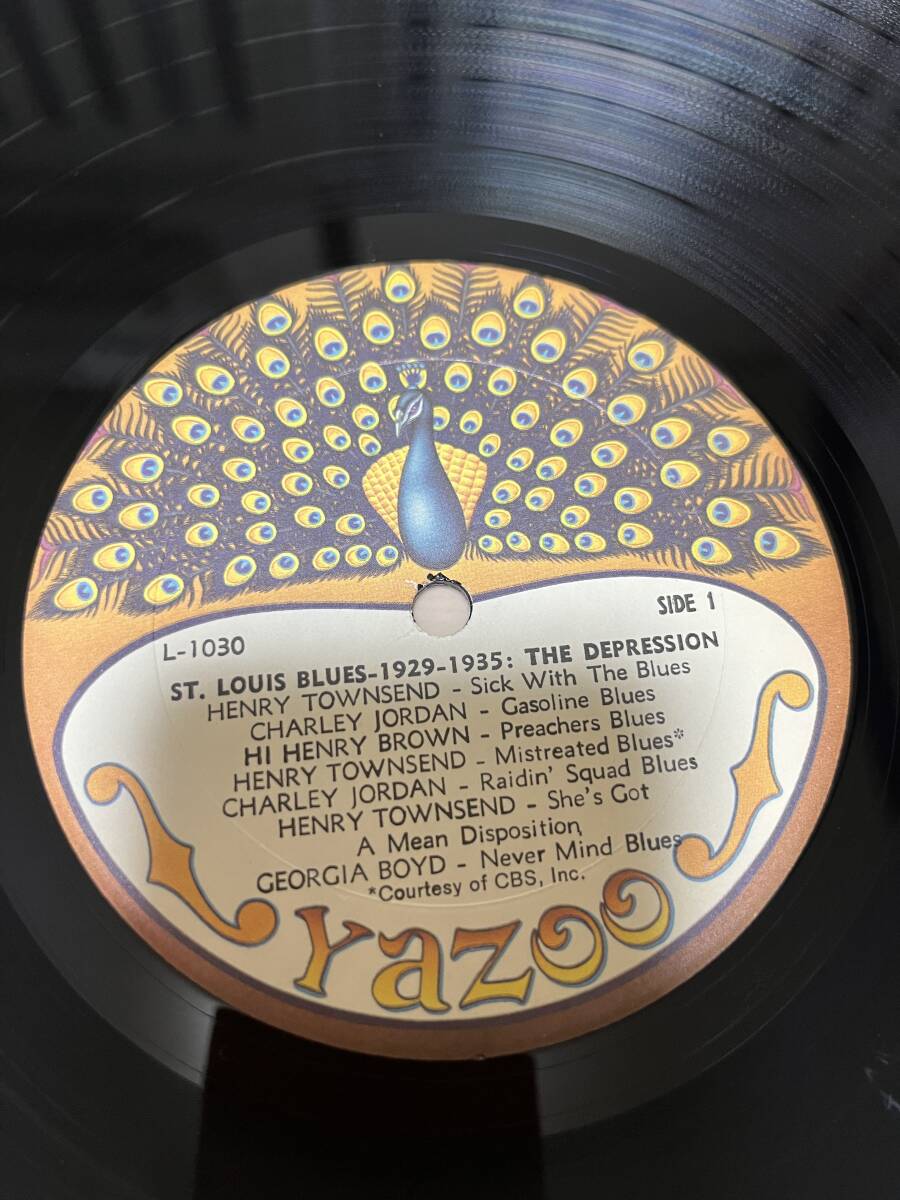 SIDE 1
L-1030
ST. LOUIS BLUES-1929-1935: THE DEPRESSION
HENRY TOWNSEND - Sick With The Blues
CHARLEY JORDAN - Gasoline Blues
HI HENRY BROWN - Preachers Blues
HENRY TOWNSEND - Mistreated Blues*
CHARLEY JORDAN - Raidin' Squad Blues
HENRY TOWNSEND - She's Got
A Mean Disposition
GEORGIA BOYD - Never Mind Blues
*Courtesy of CBS, Inc.
Yazoo